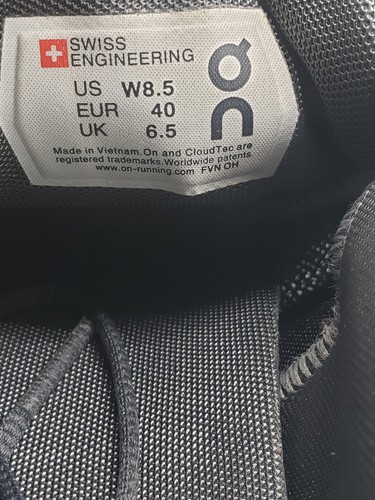 SWISS
ENGINEERING
US W8.5
EUR 40
UK 6.5
On
Made in Vietnam. On and CloudTec are
registered trademarks. Worldwide patents.
www.on-running.com FVN OH